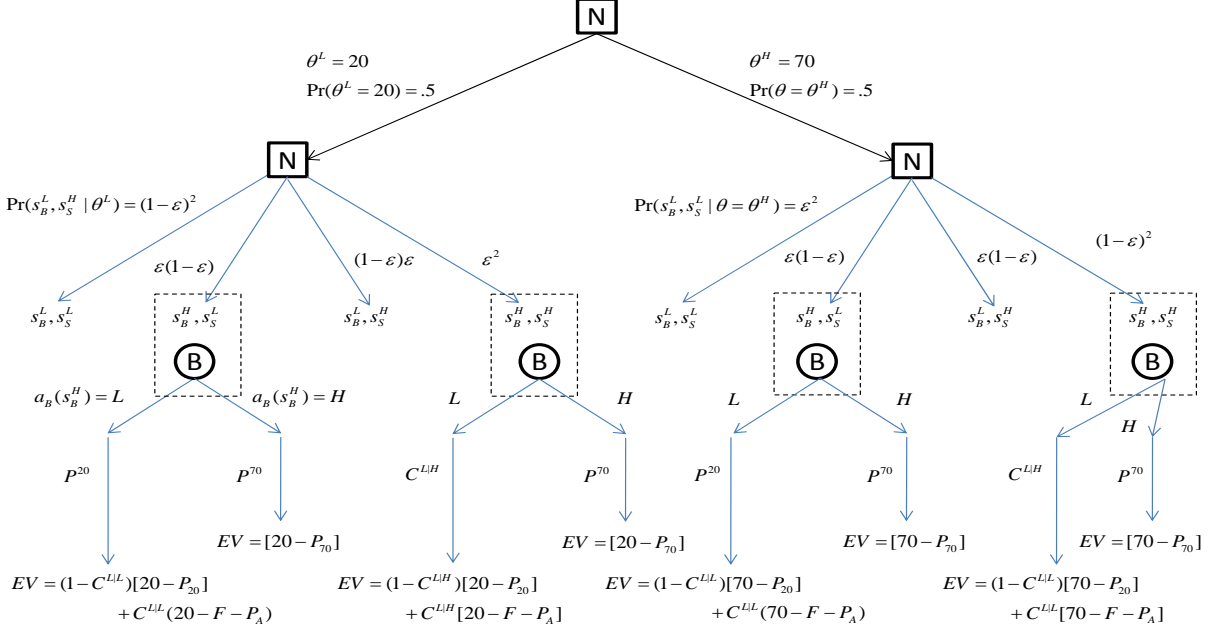 N
θ^L = 20
θ^H = 70
Pr(θ^L = 20) = .5
Pr(θ = θ^H) = .5
N
N
Pr(s_B^L, s_S^H | θ^L) = (1-ε)^2
Pr(s_B^L, s_S^L | θ = θ^H) = ε^2
(1-ε)^2
ε(1-ε)
(1-ε)ε
ε^2
ε(1-ε)
ε(1-ε)
s_B^L, s_S^L
s_B^H, s_S^L
s_B^L, s_S^H
s_B^H, s_S^H
s_B^L, s_S^L
s_B^H, s_S^L
s_B^L, s_S^H
s_B^H, s_S^H
B
B
B
B
a_B(s_B^H) = L
a_B(s_B^H) = H
L
H
L
H
L
H
P^20
P^70
C^{L|H}
P^70
P^20
P^70
C^{L|H}
P^70
EV = [20 - P_70]
EV = [20 - P_70]
EV = [70 - P_70]
EV = [70 - P_70]
EV = (1 - C^{L|L})[20 - P_20]
+ C^{L|L}(20 - F - P_A)
EV = (1 - C^{L|H})[20 - P_20]
+ C^{L|H}[20 - F - P_A]
EV = (1 - C^{L|L})[70 - P_20]
+ C^{L|L}(70 - F - P_A)
EV = (1 - C^{L|L})[70 - P_20]
+ C^{L|L}[70 - F - P_A]